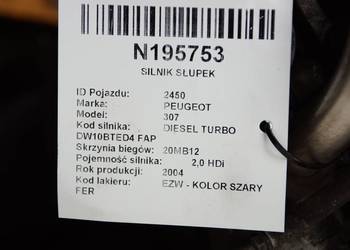 N195753
SILNIK SŁUPEK
ID Pojazdu: 2450
Marka: PEUGEOT
Model: 307
Kod silnika: DIESEL TURBO
DW10BTED4 FAP
Skrzynia biegów: 20MB12
Pojemność silnika: 2,0 HDi
Rok produkcji: 2004
Kod lakieru: EZW - KOLOR SZARY
FER